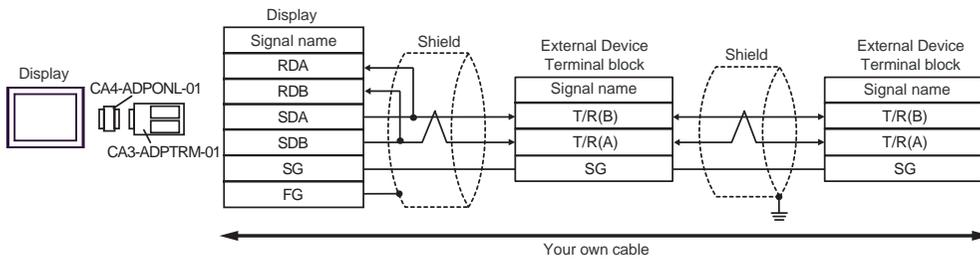 Display
CA4-ADPONL-01
CA3-ADPTRM-01
Display
Signal name
RDA
RDB
SDA
SDB
SG
FG
Shield
External Device
Terminal block
Signal name
T/R(B)
T/R(A)
SG
Shield
External Device
Terminal block
Signal name
T/R(B)
T/R(A)
SG
Your own cable